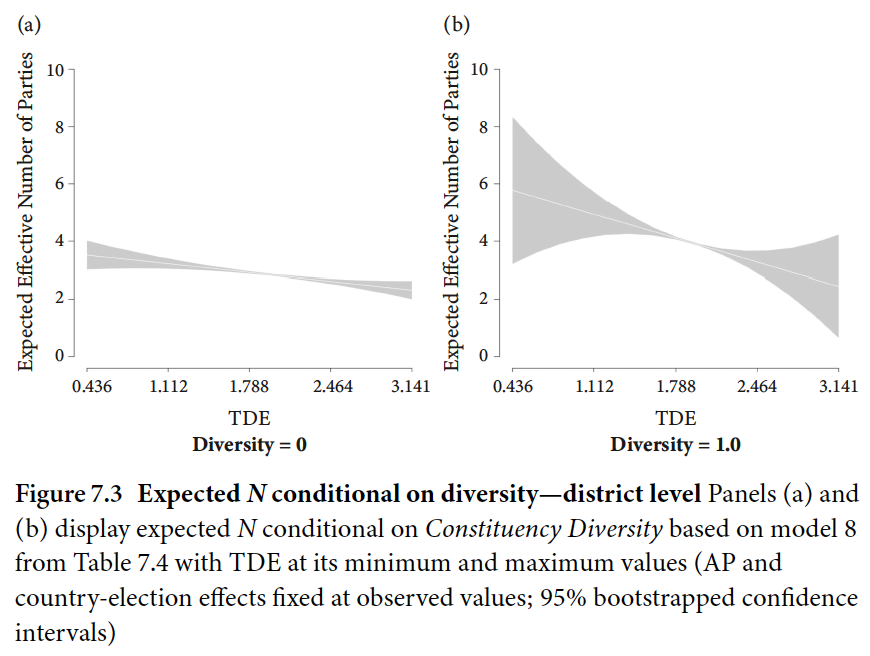 (a)
Expected Effective Number of Parties
10
8
6
4
2
0
0.436 1.112 1.788 2.464 3.141
TDE
Diversity = 0
(b)
Expected Effective Number of Parties
10
8
6
4
2
0
0.436 1.112 1.788 2.464 3.141
TDE
Diversity = 1.0
Figure 7.3 Expected N conditional on diversity—district level Panels (a) and
(b) display expected N conditional on Constituency Diversity based on model 8
from Table 7.4 with TDE at its minimum and maximum values (AP and
country-election effects fixed at observed values; 95% bootstrapped confidence
intervals)